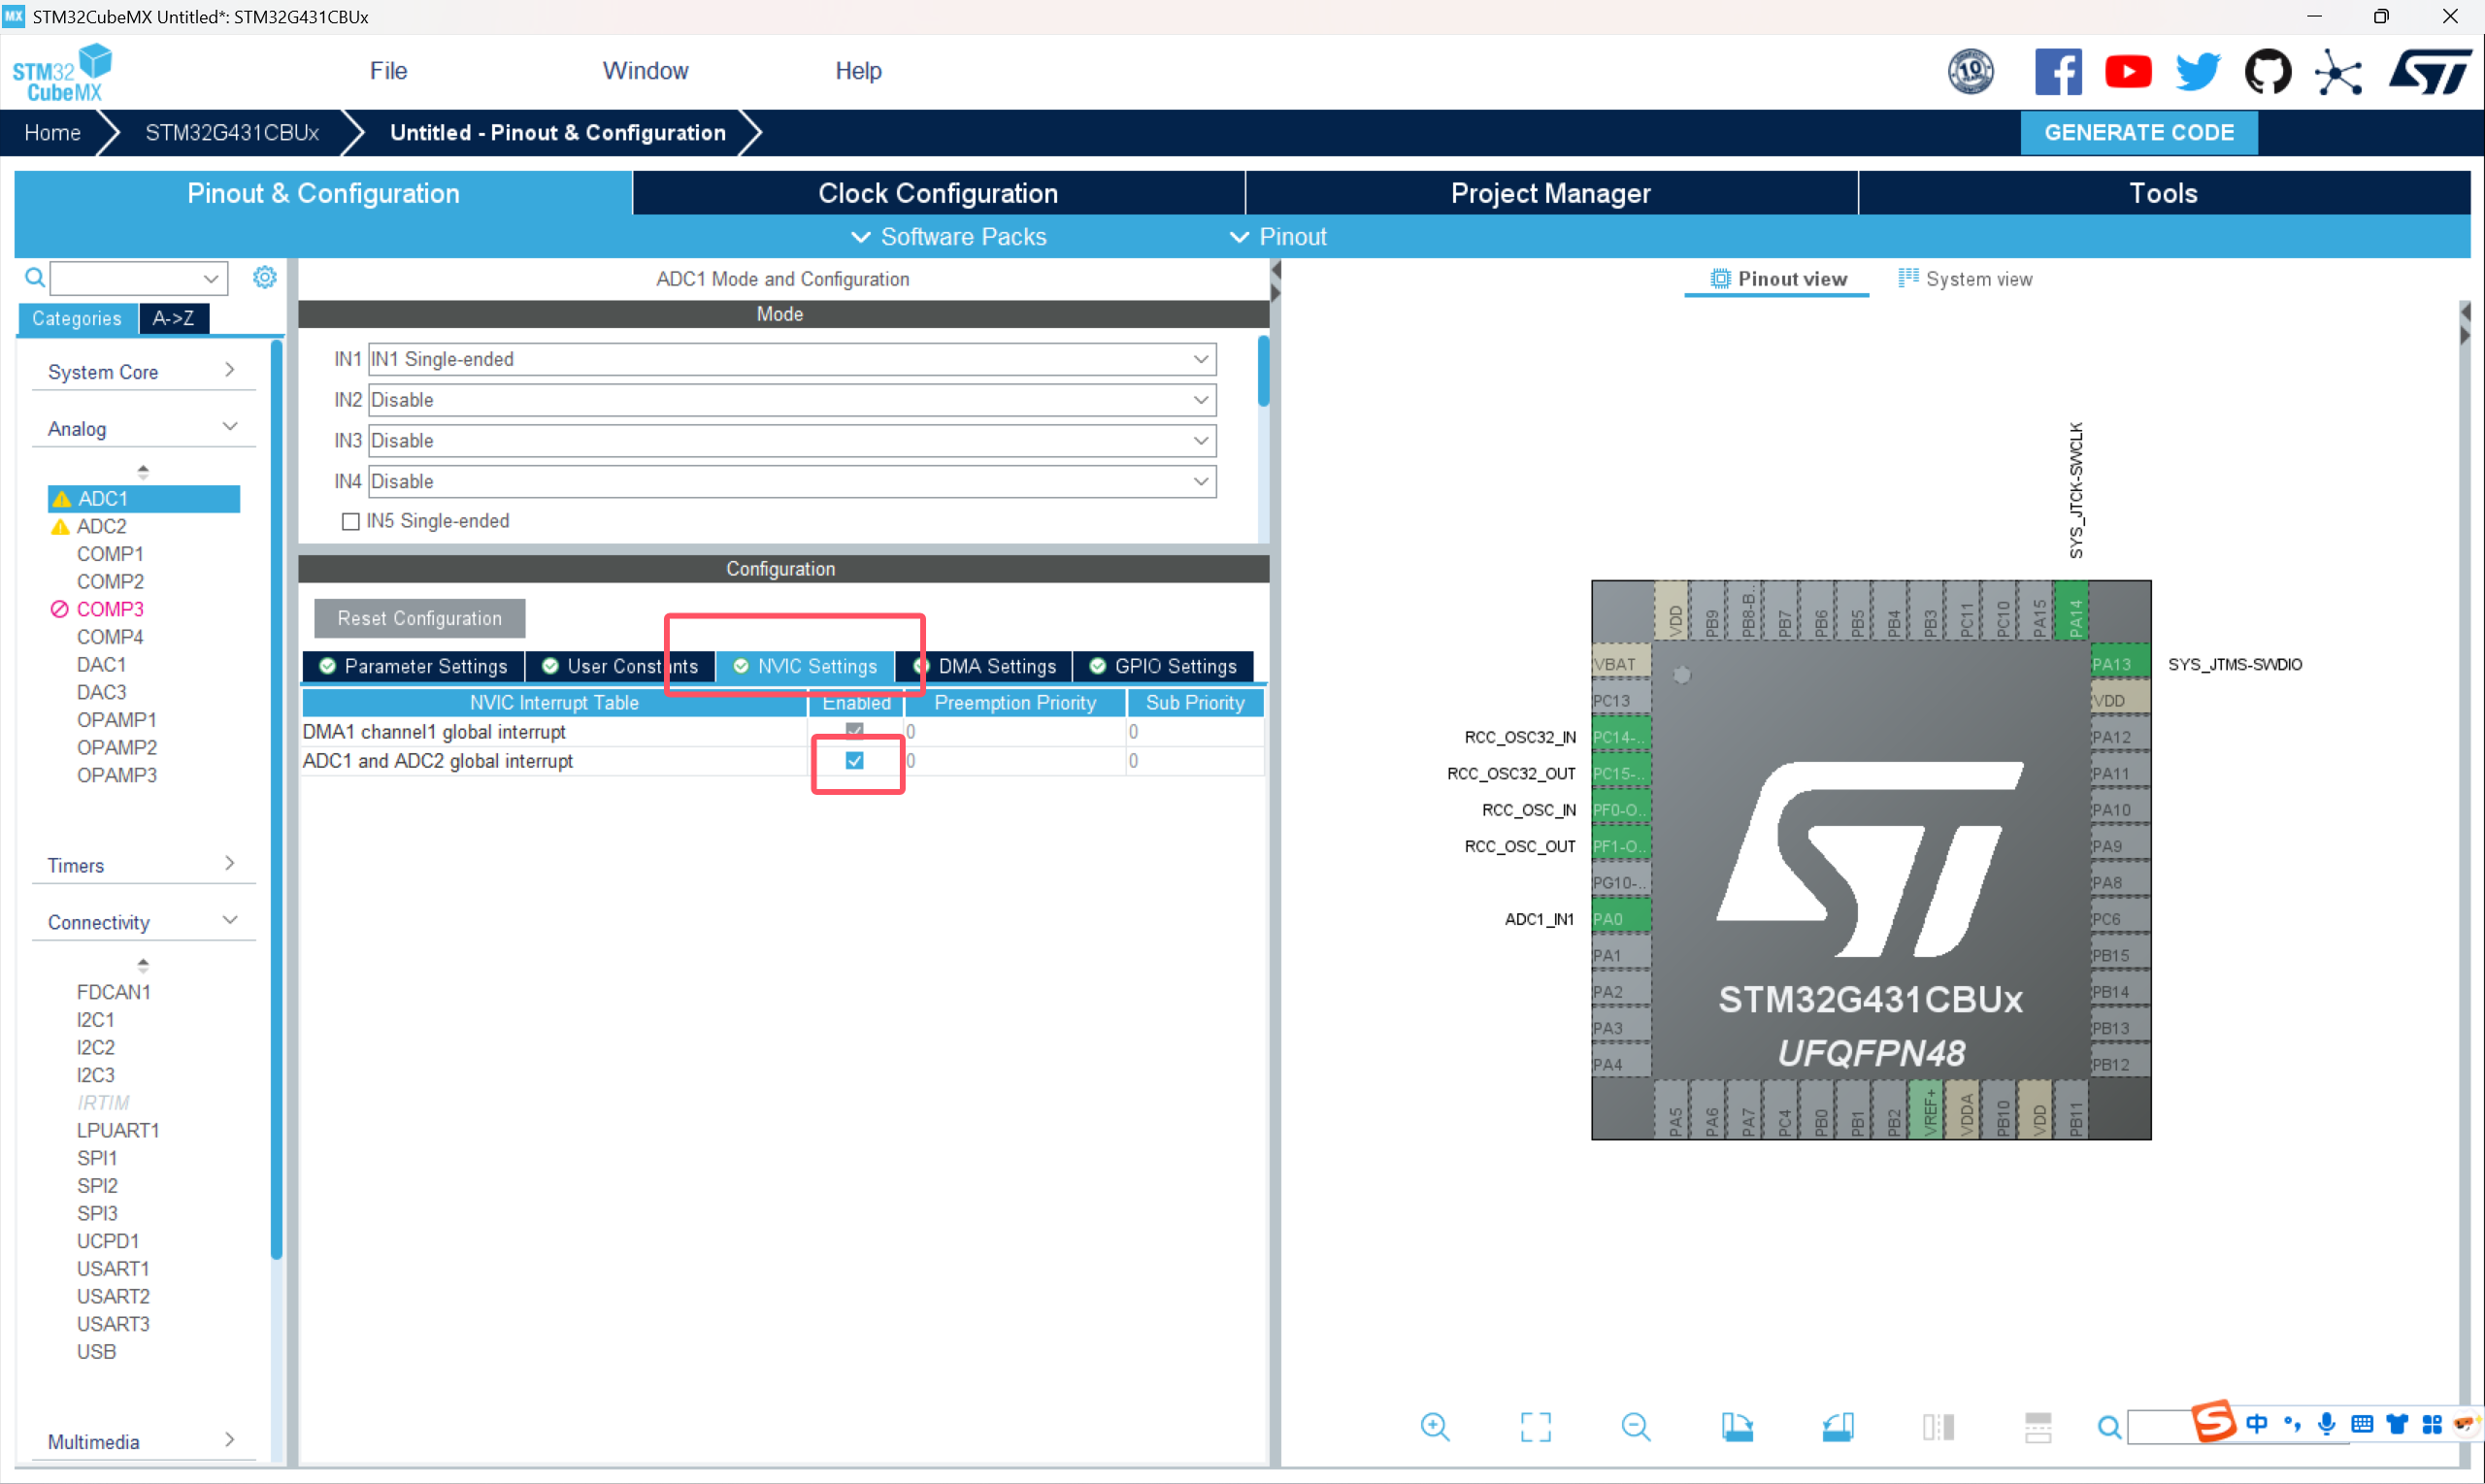 MX STM32CubeMX Untitled*: STM32G431CBUx
STM32
CubeMX
File
Window
Help
10
Home
STM32G431CBUx
Untitled - Pinout & Configuration
GENERATE CODE
Pinout & Configuration
Clock Configuration
Project Manager
Tools
Software Packs
Pinout
Categories
A->Z
System Core
Analog
ADC1
ADC2
COMP1
COMP2
COMP3
COMP4
DAC1
DAC3
OPAMP1
OPAMP2
OPAMP3
Timers
Connectivity
FDCAN1
I2C1
I2C2
I2C3
IRTIM
LPUART1
SPI1
SPI2
SPI3
UCPD1
USART1
USART2
USART3
USB
Multimedia
ADC1 Mode and Configuration
Mode
IN1 IN1 Single-ended
IN2 Disable
IN3 Disable
IN4 Disable
IN5 Single-ended
Configuration
Reset Configuration
Parameter Settings
User Constants
NVIC Settings
DMA Settings
GPIO Settings
NVIC Interrupt Table Enabled Preemption Priority Sub Priority
DMA1 channel1 global interrupt 0 0
ADC1 and ADC2 global interrupt 0 0
Pinout view
System view
SYS_JTCK-SWCLK
VDD
PB9
PB8-B..
PB7
PB6
PB5
PB4
PB3
PC11
PC10
PA15
PA14
VBAT
PC13
RCC_OSC32_IN PC14-..
RCC_OSC32_OUT PC15-..
RCC_OSC_IN PF0-O..
RCC_OSC_OUT PF1-O..
PG10-..
ADC1_IN1 PA0
PA1
PA2
PA3
PA4
PA13 SYS_JTMS-SWDIO
VDD
PA12
PA11
PA10
PA9
PA8
PC6
PB15
PB14
PB13
PB12
STM32G431CBUx
UFQFPN48
PA5
PA6
PA7
PC4
PB0
PB1
PB2
VREF+
VDDA
PB10
VDD
PB11
中